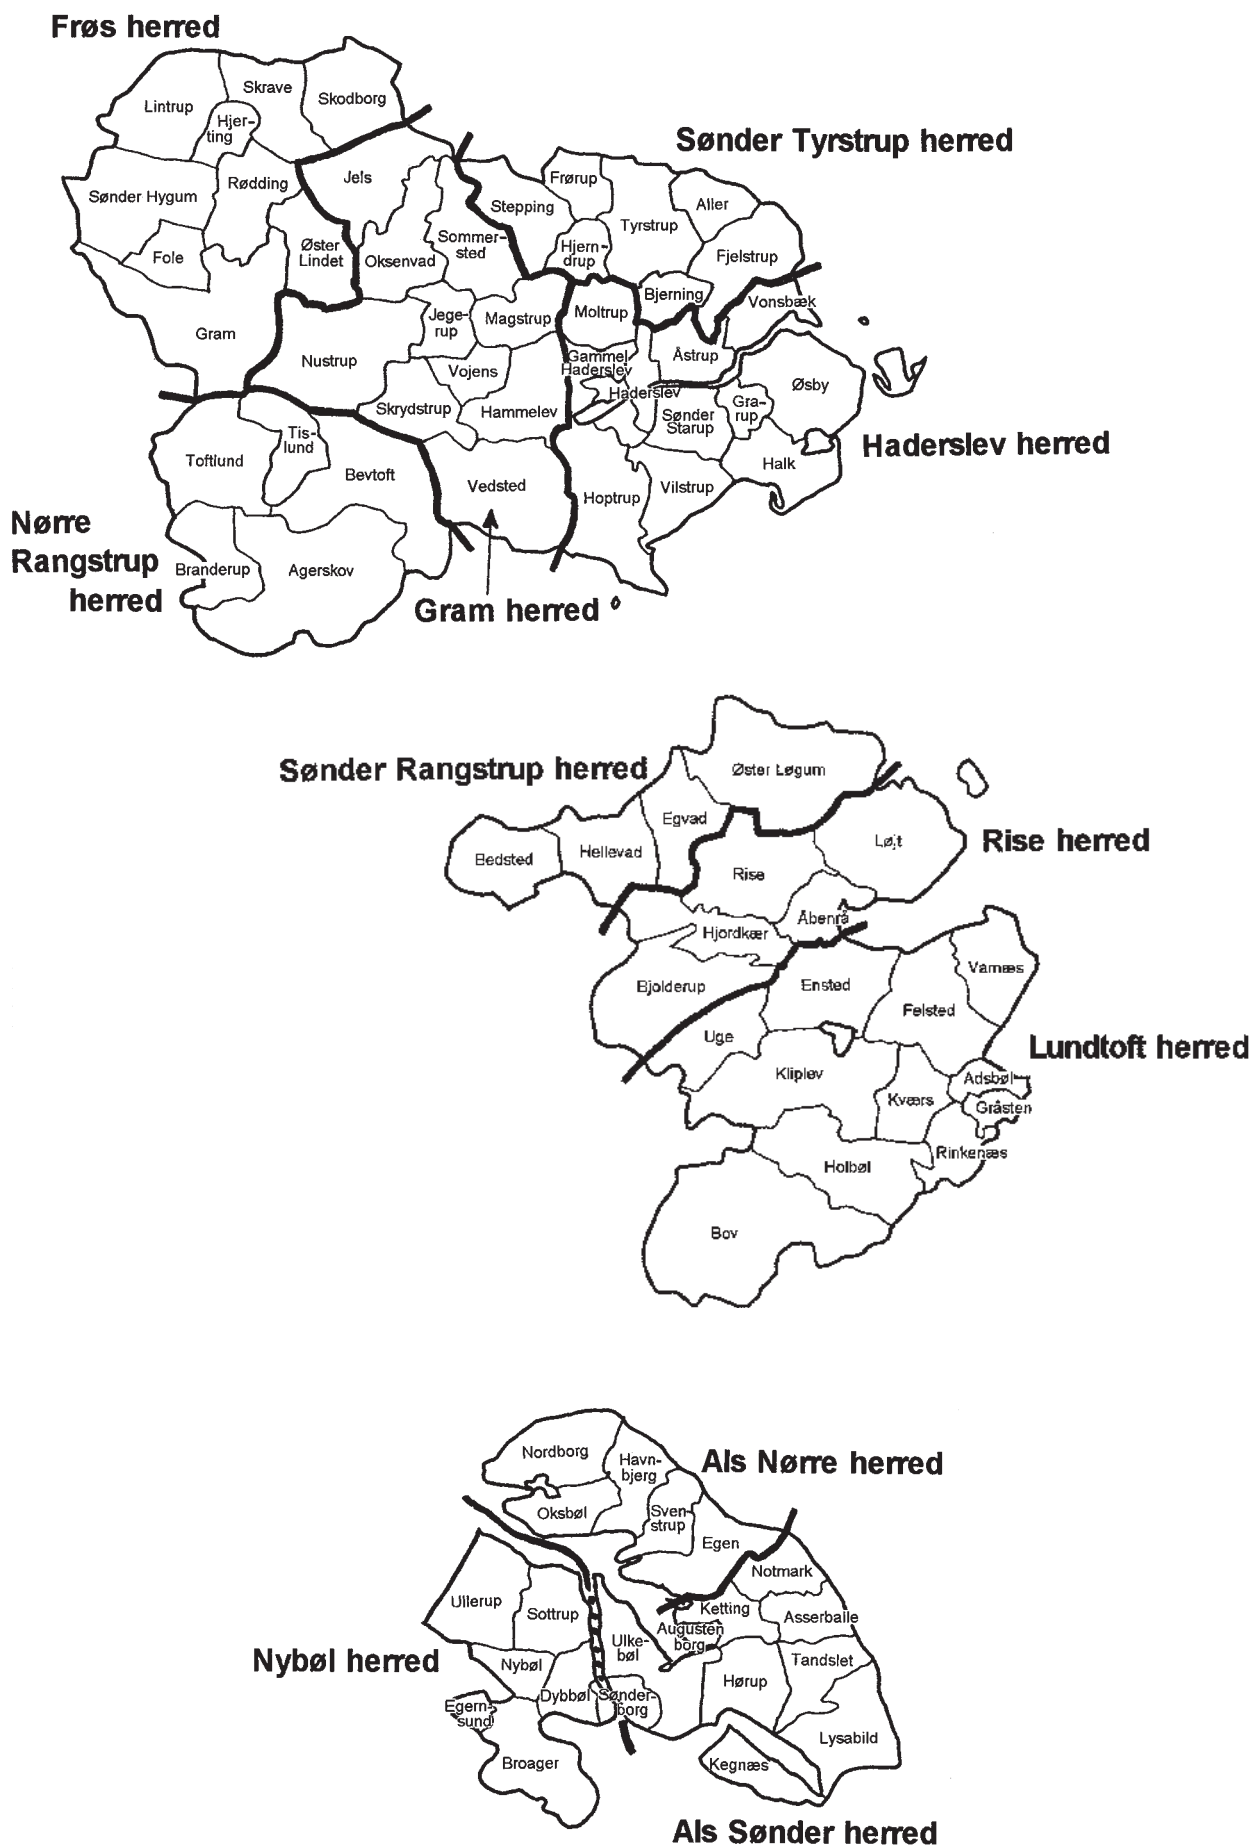 Frøs herred
Skrave
Skodborg
Lintrup
Hjer-
ting
Sønder Tyrstrup herred
Jels
Frørup
Rødding
Sønder Hygum
Stepping
Aller
Tyrstrup
Sommer-
sted
Øster
Lindet
Hjern-
drup
Fole
Oksenvad
Fjelstrup
Bjerning
Vonsbæk
Moltrup
Jege-
rup
Magstrup
Gram
Nustrup
Gammel
Haderslev
Åstrup
Vojens
Øsby
Haderslev
Skrydstrup
Hammelev
Sønder
Starup
Gra-
rup
Tis-
lund
Haderslev herred
Toftlund
Bevtoft
Halk
Vedsted
Hoptrup
Vilstrup
Nørre
Rangstrup
herred
Branderup
Agerskov
Gram herred
Sønder Rangstrup herred
Øster Løgum
Egvad
Løjt
Rise herred
Bedsted
Hellevad
Rise
Åbenrå
Hjordkær
Varnæs
Bjolderup
Ensted
Felsted
Uge
Lundtoft herred
Kliplev
Adsbøl
Kværs
Gråsten
Rinkenæs
Holbøl
Bov
Nordborg
Havn-
bjerg
Als Nørre herred
Oksbøl
Sven-
strup
Egen
Notmark
Ullerup
Sottrup
Ketting
Asserballe
Augusten
borg
Ulke-
bøl
Nybøl herred
Nybøl
Tandslet
Hørup
Dybbøl
Sønder-
borg
Egern-
sund
Lysabild
Broager
Kegnæs
Als Sønder herred